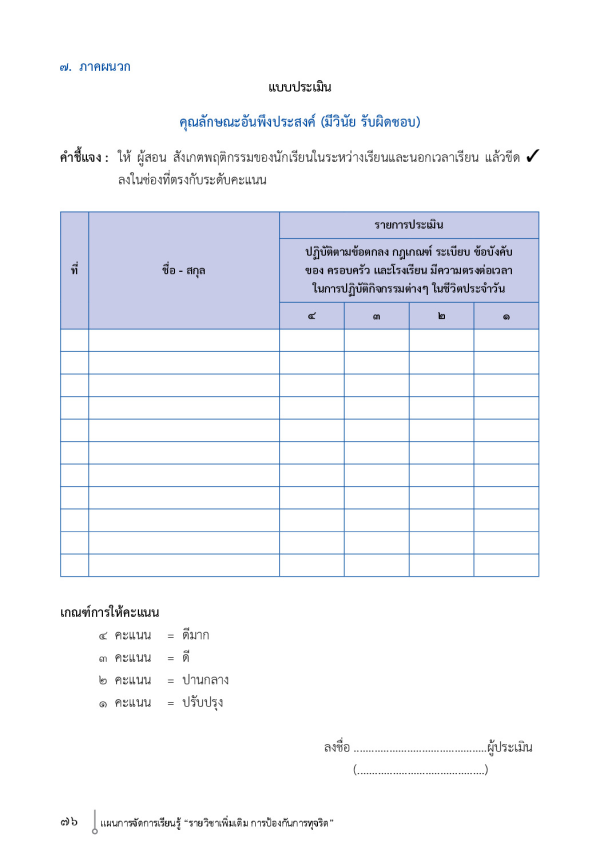 ๗. ภาคผนวก
แบบประเมิน
คุณลักษณะอันพึงประสงค์ (มีวินัย รับผิดชอบ)
คำชี้แจง : ให้ ผู้สอน สังเกตพฤติกรรมของนักเรียนในระหว่างเรียนและนอกเวลาเรียน แล้วขีด ✓
ลงในช่องที่ตรงกับระดับคะแนน
รายการประเมิน
ปฏิบัติตามข้อตกลง กฎเกณฑ์ ระเบียบ ข้อบังคับ
ที่ ชื่อ - สกุล ของ ครอบครัว และโรงเรียน มีความตรงต่อเวลา
ในการปฏิบัติกิจกรรมต่างๆ ในชีวิตประจำวัน
๔ ๓ ๒ ๑
เกณฑ์การให้คะแนน
๔ คะแนน = ดีมาก
๓ คะแนน = ดี
๒ คะแนน = ปานกลาง
๑ คะแนน = ปรับปรุง
ลงชื่อ .............................................ผู้ประเมิน
(...........................................)
๗๖ แผนการจัดการเรียนรู้ “รายวิชาเพิ่มเติม การป้องกันการทุจริต”